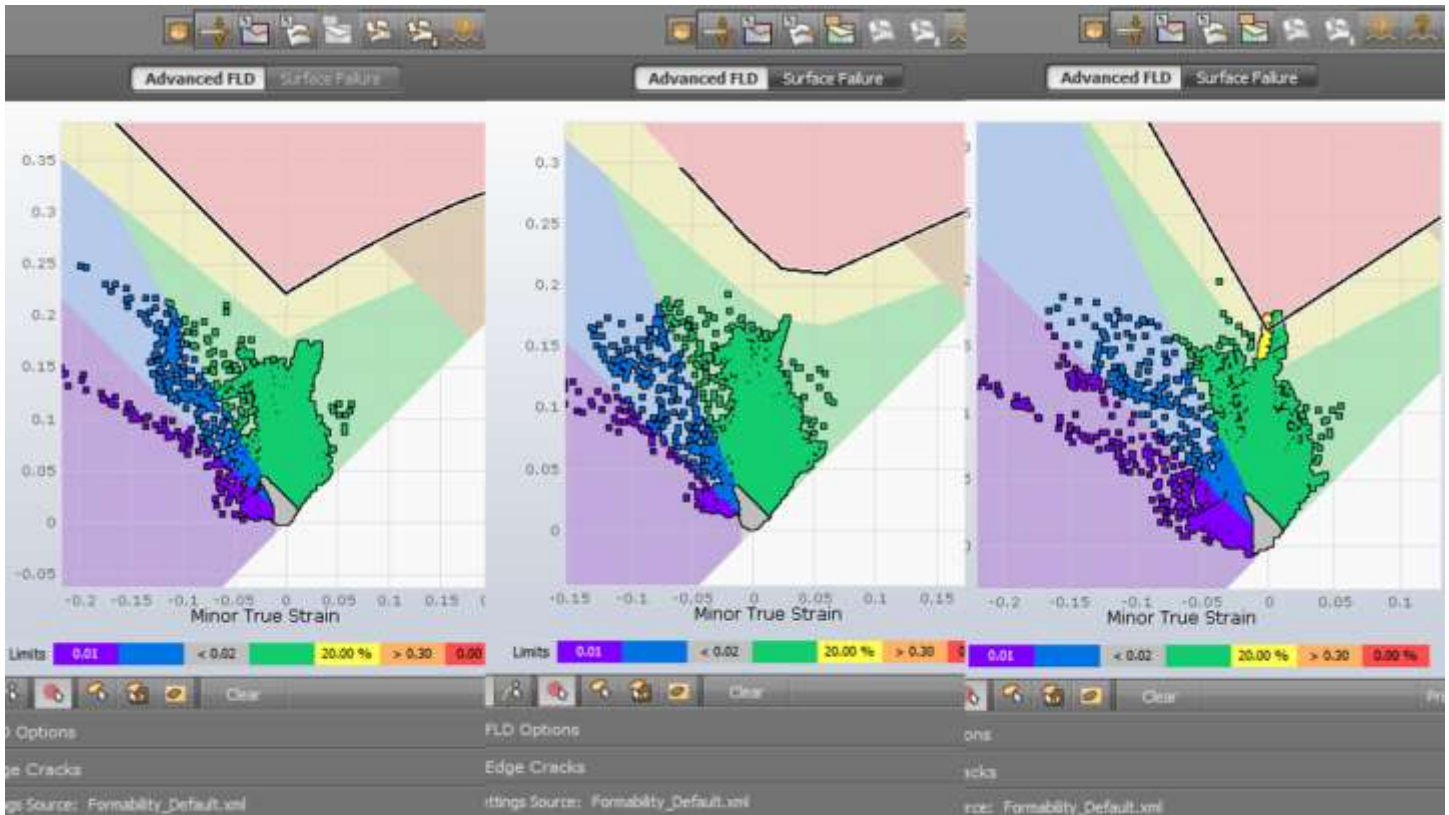 Advanced FLD Surface Failure
0.35
0.3
0.25
0.2
0.15
0.1
0.05
0
-0.05
-0.2 -0.15 -0.1 -0.05 0 0.05 0.1 0.15
Minor True Strain
Limits 0.01 < 0.02 20.00 % > 0.30 0.00
Clear
Options
ge Cracks
gs Source: Formability_Default.xml
Advanced FLD Surface Failure
0.3
0.25
0.2
0.15
0.1
0.05
0
-0.15 -0.1 -0.05 0 0.05 0.1 0.15
Minor True Strain
Limits 0.01 < 0.02 20.00 % > 0.30
Clear
FLD Options
Edge Cracks
ttings Source: Formability_Default.xml
Advanced FLD Surface Failure
-0.2 -0.15 -0.1 -0.05 0 0.05 0.1
Minor True Strain
0.01 < 0.02 20.00 % > 0.30 0.00 %
Clear
ons
acks
rce: Formability_Default.xml